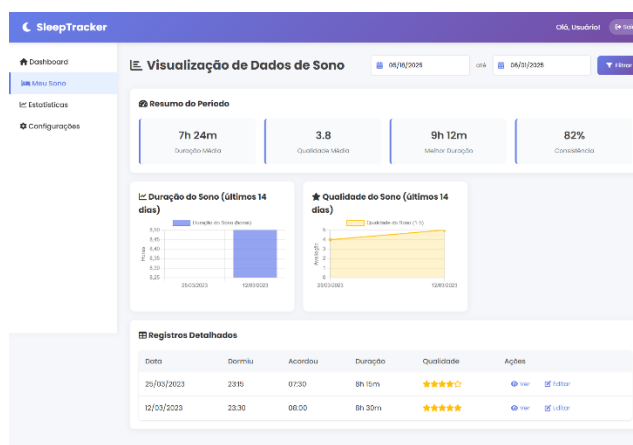 SleepTracker
Olá, Usuário!
Dashboard
Meu Sono
Estatísticas
Configurações
Visualização de Dados de Sono
05/16/2025 até 05/31/2025 Filtrar
Resumo do Período
7h 24m 3.8 9h 12m 82%
Duração Média Qualidade Média Melhor Duração Consistência
Duração do Sono (últimos 14
dias)
Duração do Sono (horas)
8,50
8,45
8,40
8,35
8,30
8,25
Horas
25/03/2023 12/03/2023
Qualidade do Sono (últimos 14
dias)
Qualidade do Sono (1-5)
5
4
3
2
1
0
Avaliação
25/03/2023 12/03/2023
Registros Detalhados
Data Dormiu Acordou Duração Qualidade Ações
25/03/2023 23:15 07:30 8h 15m Ver Editar
12/03/2023 23:30 08:00 8h 30m Ver Editar